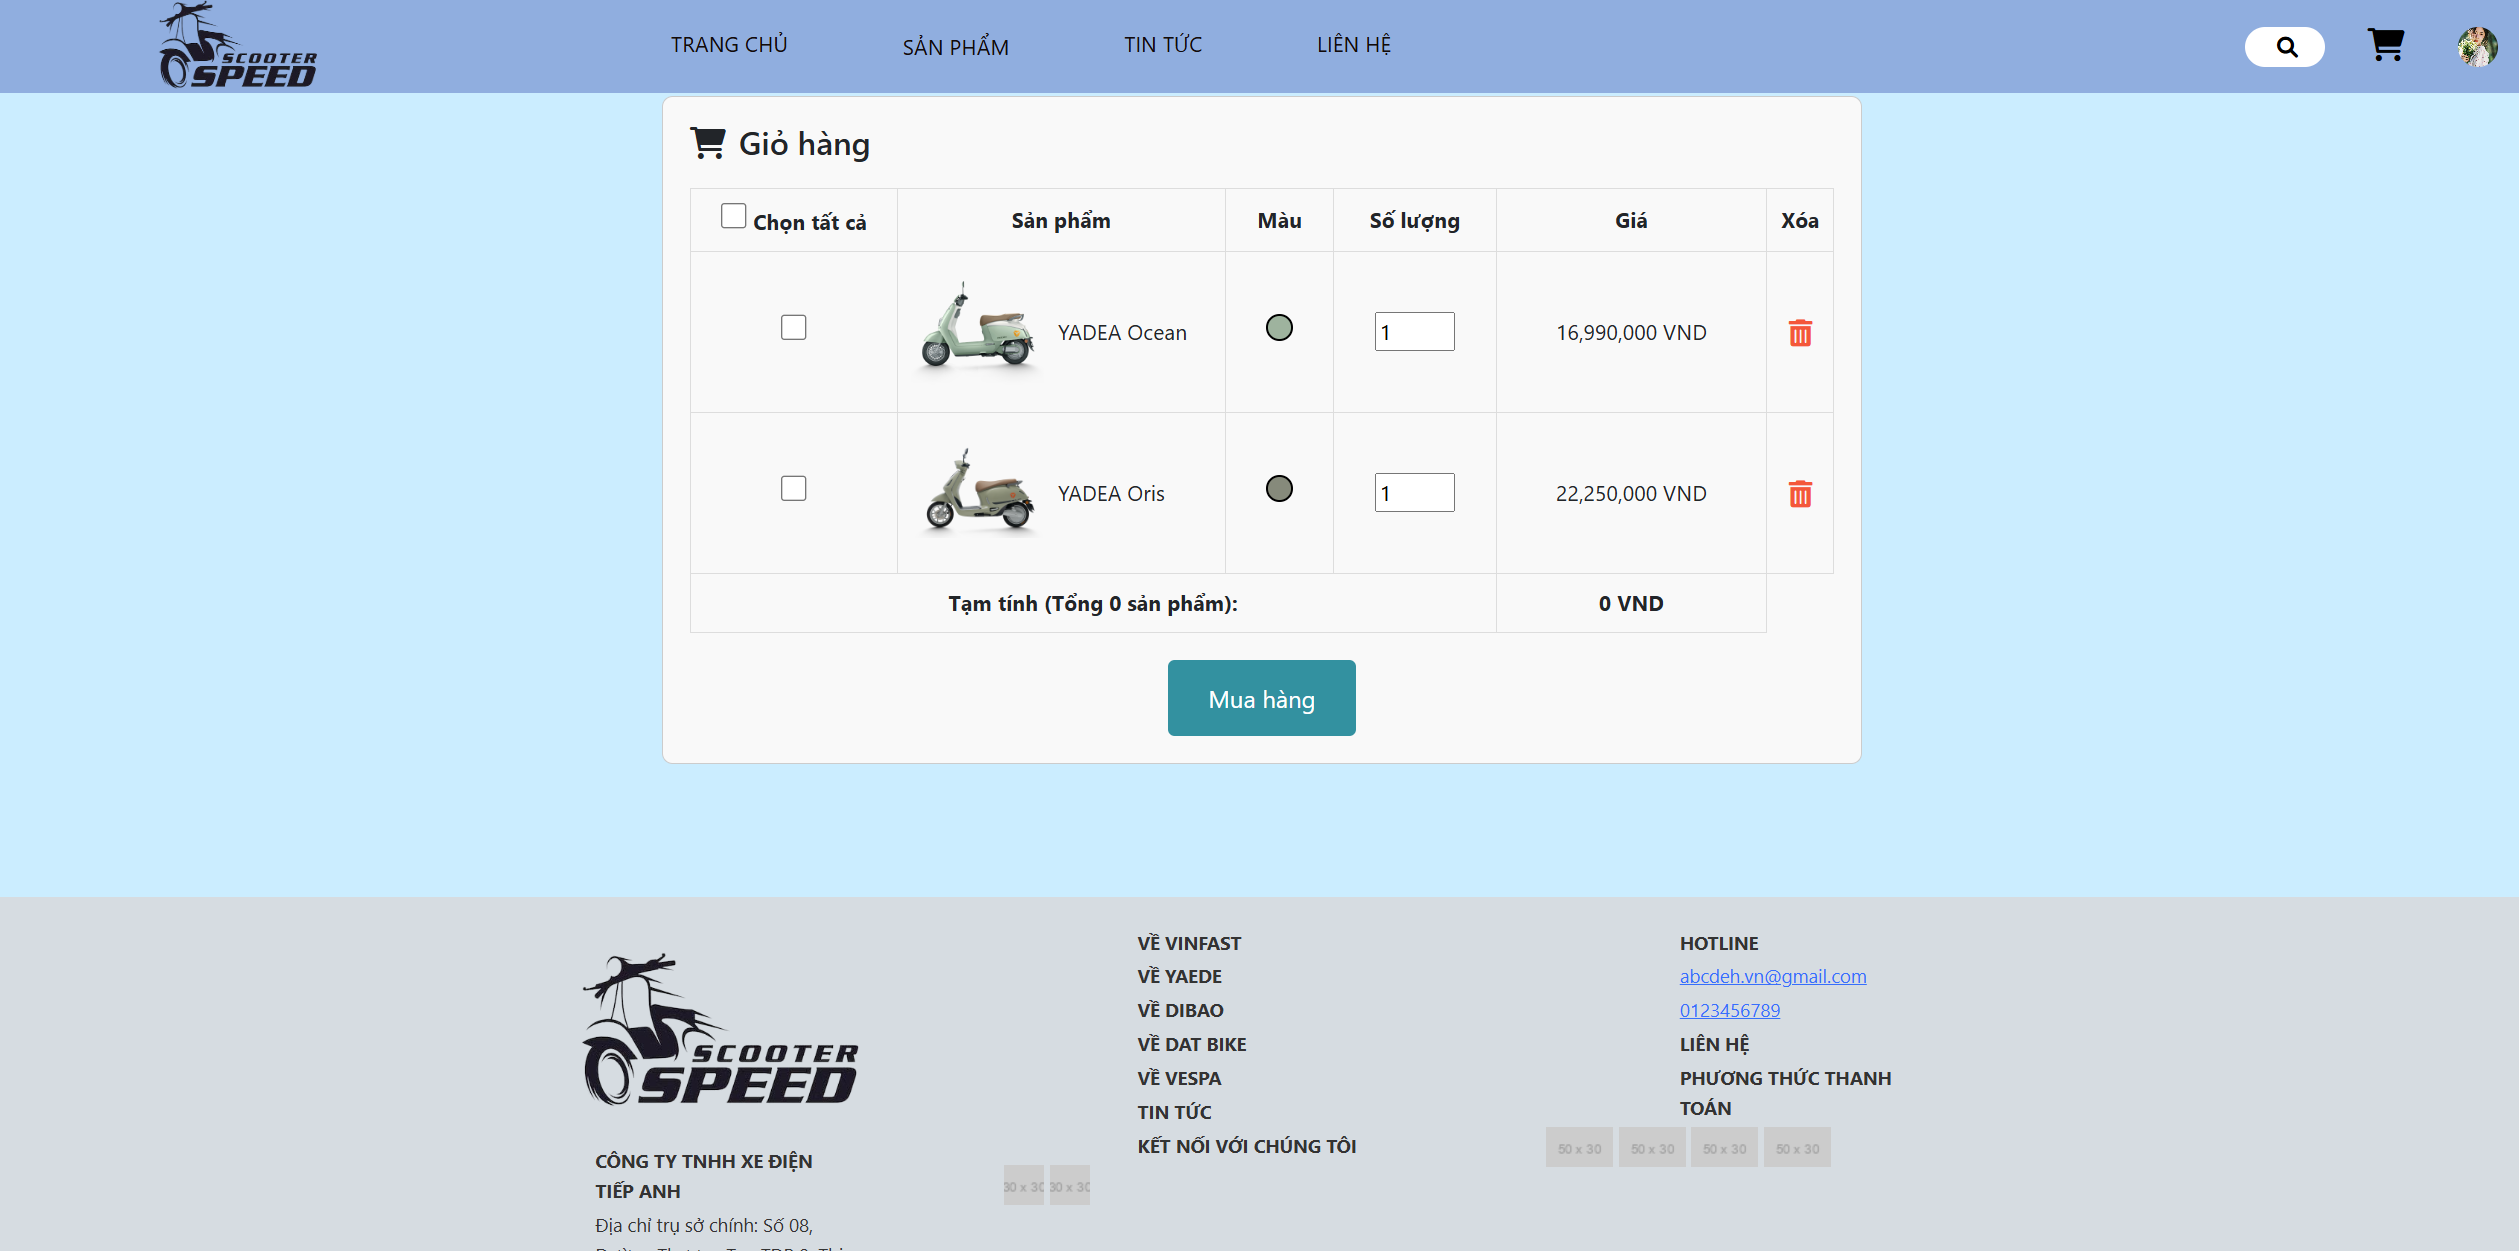 SCOOTER
SPEED
TRANG CHỦ
SẢN PHẨM
TIN TỨC
LIÊN HỆ
Giỏ hàng
Chọn tất cả
Sản phẩm
Màu
Số lượng
Giá
Xóa
YADEA Ocean
1
16,990,000 VND
YADEA Oris
1
22,250,000 VND
Tạm tính (Tổng 0 sản phẩm):
0 VND
Mua hàng
SCOOTER
SPEED
CÔNG TY TNHH XE ĐIỆN
TIẾP ANH
Địa chỉ trụ sở chính: Số 08,
30 x 30
30 x 30
VỀ VINFAST
VỀ YAEDE
VỀ DIBAO
VỀ DAT BIKE
VỀ VESPA
TIN TỨC
KẾT NỐI VỚI CHÚNG TÔI
HOTLINE
abcdeh.vn@gmail.com
0123456789
LIÊN HỆ
PHƯƠNG THỨC THANH
TOÁN
50 x 30
50 x 30
50 x 30
50 x 30